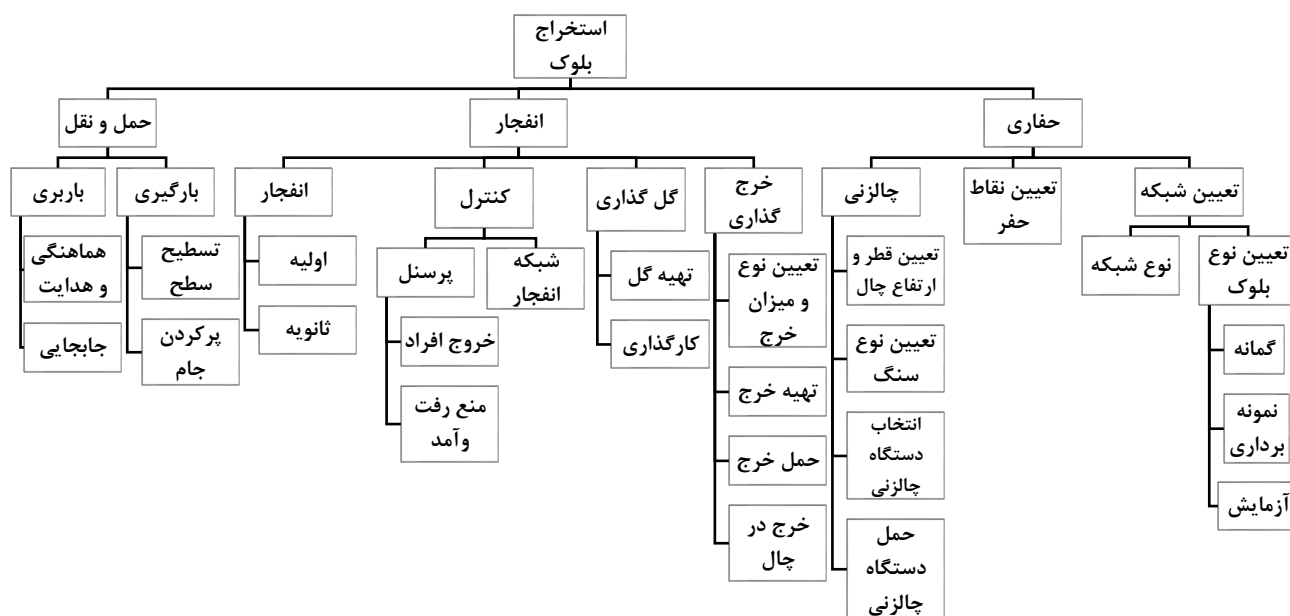 استخراج
بلوک
حفاری
انفجار
حمل و نقل
تعیین شبکه
تعیین نقاط
حفر
چالزنی
خرج
گذاری
گل گذاری
کنترل
انفجار
بارگیری
باربری
تعیین نوع
بلوک
نوع شبکه
گمانه
نمونه
برداری
آزمایش
تعیین قطر و
ارتفاع چال
تعیین نوع
سنگ
انتخاب
دستگاه
چالزنی
حمل
دستگاه
چالزنی
تعیین نوع
و میزان
خرج
تهیه خرج
حمل خرج
خرج در
چال
تهیه گل
کارگذاری
شبکه
انفجار
پرسنل
خروج افراد
منع رفت
وآمد
اولیه
ثانویه
تسطیح
سطح
پرکردن
جام
هماهنگی
و هدایت
جابجایی